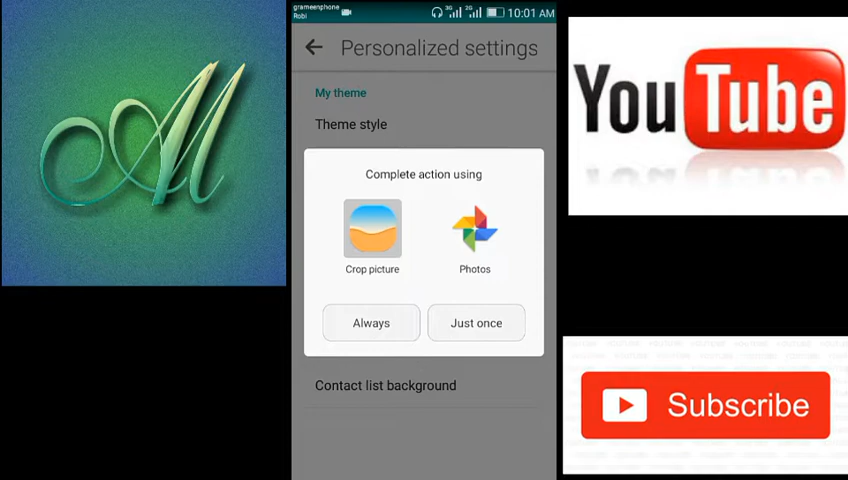 M
grameenphone
Robi
3G
2G
10:01 AM
Personalized settings
My theme
Theme style
Complete action using
Crop picture
Photos
Always
Just once
Contact list background
YouTube
Subscribe